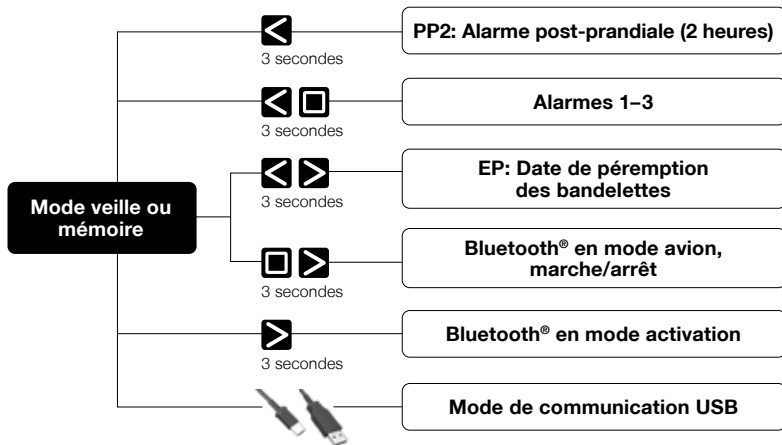 PP2: Alarme post-prandiale (2 heures)
3 secondes
Alarmes 1–3
3 secondes
EP: Date de péremption
des bandelettes
3 secondes
Mode veille ou
mémoire
Bluetooth® en mode avion,
marche/arrêt
3 secondes
Bluetooth® en mode activation
3 secondes
Mode de communication USB